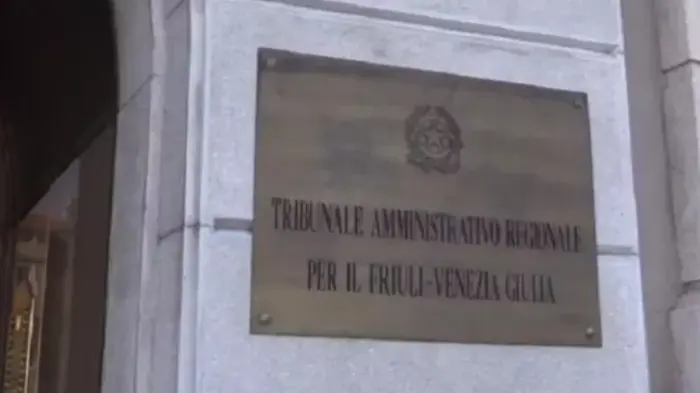 TRIBUNALE AMMINISTRATIVO REGIONALE
PER IL FRIULI-VENEZIA GIULIA